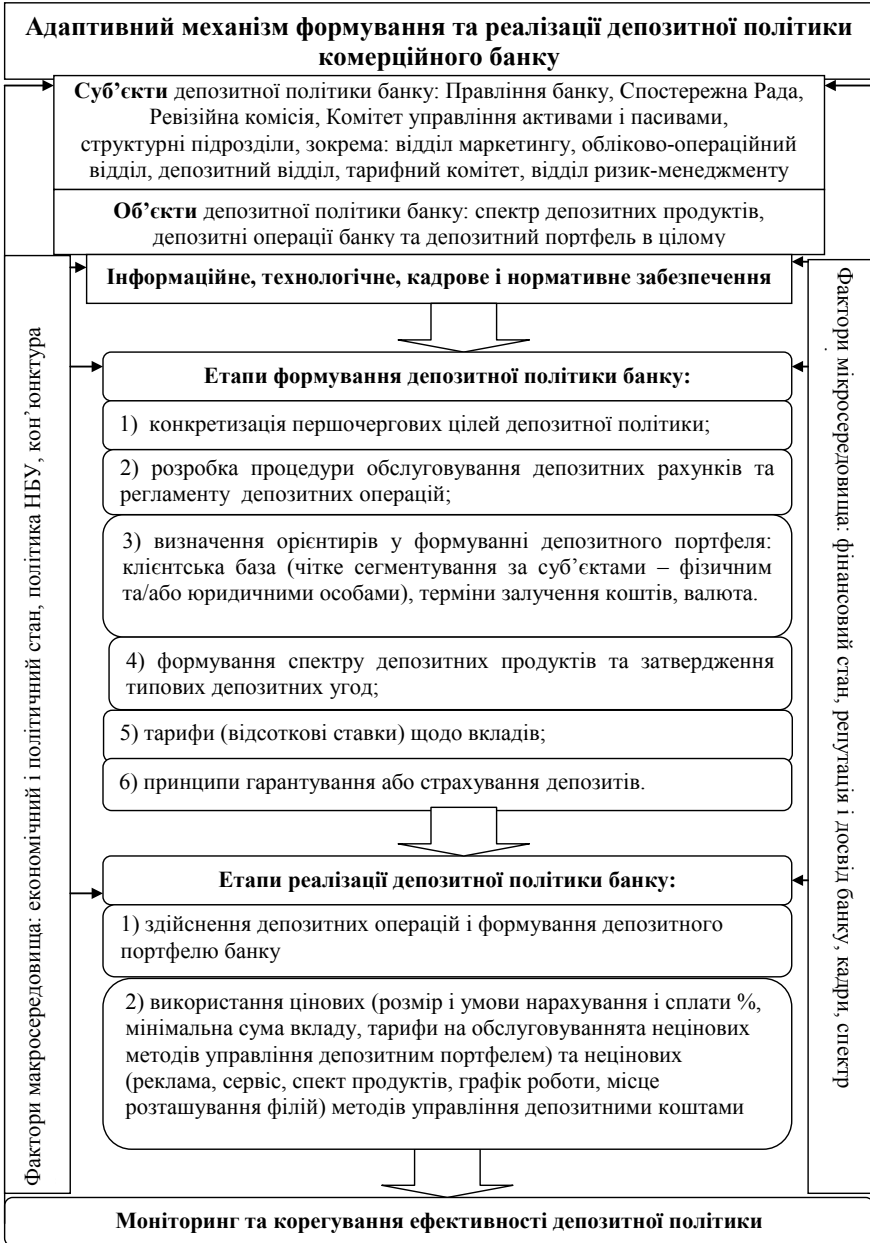 Адаптивний механізм формування та реалізації депозитної політики
комерційного банку
Суб’єкти депозитної політики банку: Правління банку, Спостережна Рада,
Ревізійна комісія, Комітет управління активами і пасивами,
структурні підрозділи, зокрема: відділ маркетингу, обліково-операційний
відділ, депозитний відділ, тарифний комітет, відділ ризик-менеджменту
Об’єкти депозитної політики банку: спектр депозитних продуктів,
депозитні операції банку та депозитний портфель в цілому
Інформаційне, технологічне, кадрове і нормативне забезпечення
Фактори макросередовища: економічний і політичний стан, політика НБУ, кон’юнктура
Фактори мікросередовища: фінансовий стан, репутація і досвід банку, кадри, спектр
Етапи формування депозитної політики банку:
1) конкретизація першочергових цілей депозитної політики;
2) розробка процедури обслуговування депозитних рахунків та
регламенту депозитних операцій;
3) визначення орієнтирів у формуванні депозитного портфеля:
клієнтська база (чітке сегментування за суб’єктами – фізичним
та/або юридичними особами), терміни залучення коштів, валюта.
4) формування спектру депозитних продуктів та затвердження
типових депозитних угод;
5) тарифи (відсоткові ставки) щодо вкладів;
6) принципи гарантування або страхування депозитів.
Етапи реалізації депозитної політики банку:
1) здійснення депозитних операцій і формування депозитного
портфелю банку
2) використання цінових (розмір і умови нарахування і сплати %,
мінімальна сума вкладу, тарифи на обслуговуваннята нецінових
методів управління депозитним портфелем) та нецінових
(реклама, сервіс, спект продуктів, графік роботи, місце
розташування філій) методів управління депозитними коштами
Моніторинг та корегування ефективності депозитної політики